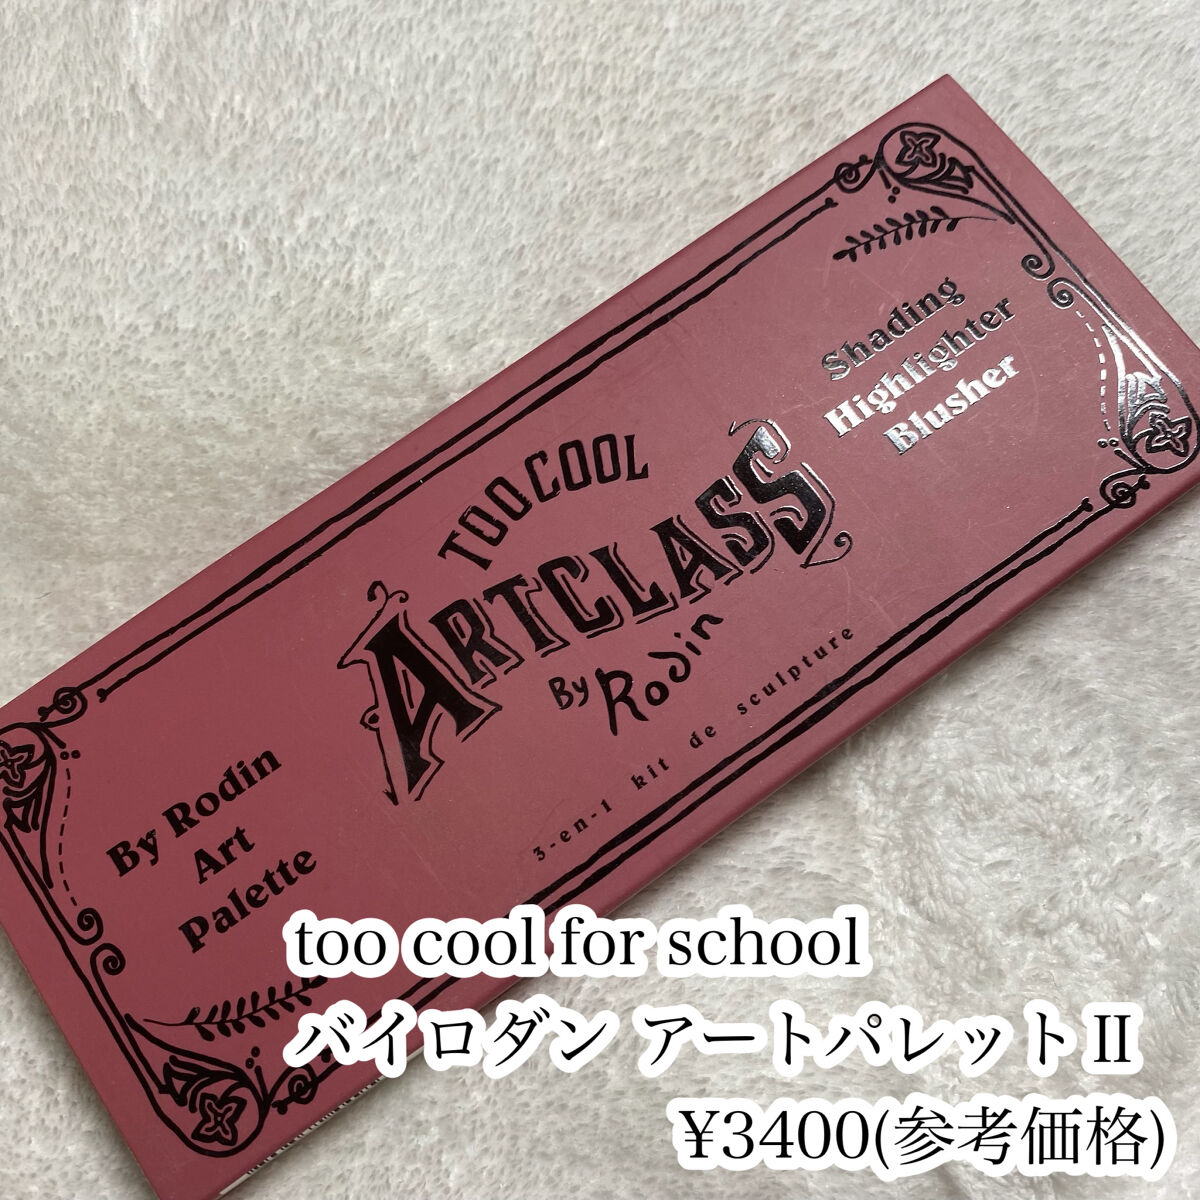 Shading
Highlighter
Blusher
TOO COOL
ARTCLASS
By Rodin
3-en-1 kit de sculpture
By Rodin
Art
Palette
too cool for school
バイロダン アートパレットⅡ
¥3400(参考価格)